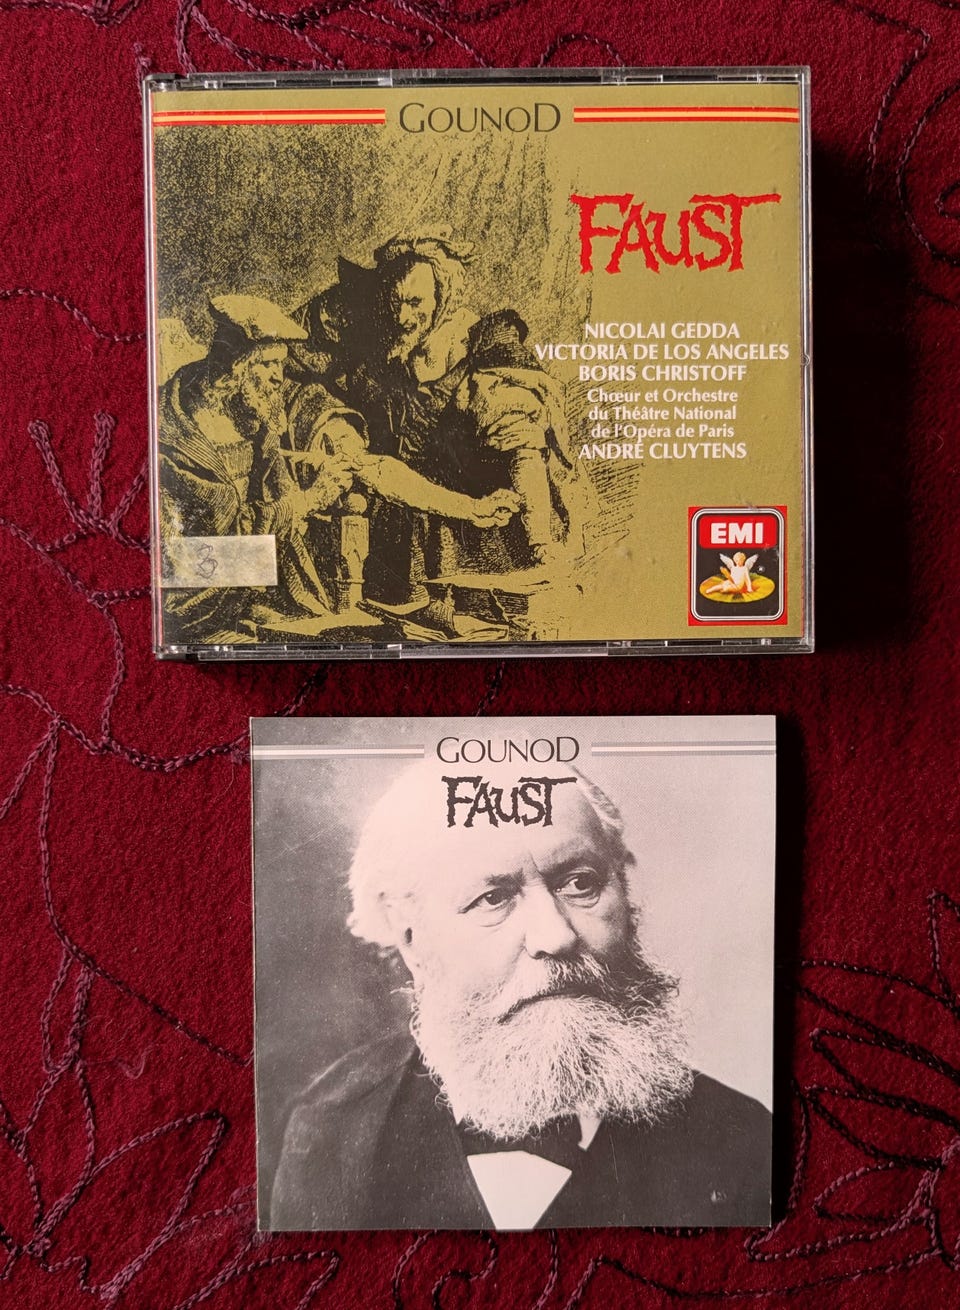 GOUNOD
FAUST
NICOLAI GEDDA
VICTORIA DE LOS ANGELES
BORIS CHRISTOFF
Chœur et Orchestre
du Théâtre National
de l'Opéra de Paris
ANDRÉ CLUYTENS
EMI
3
GOUNOD
FAUST